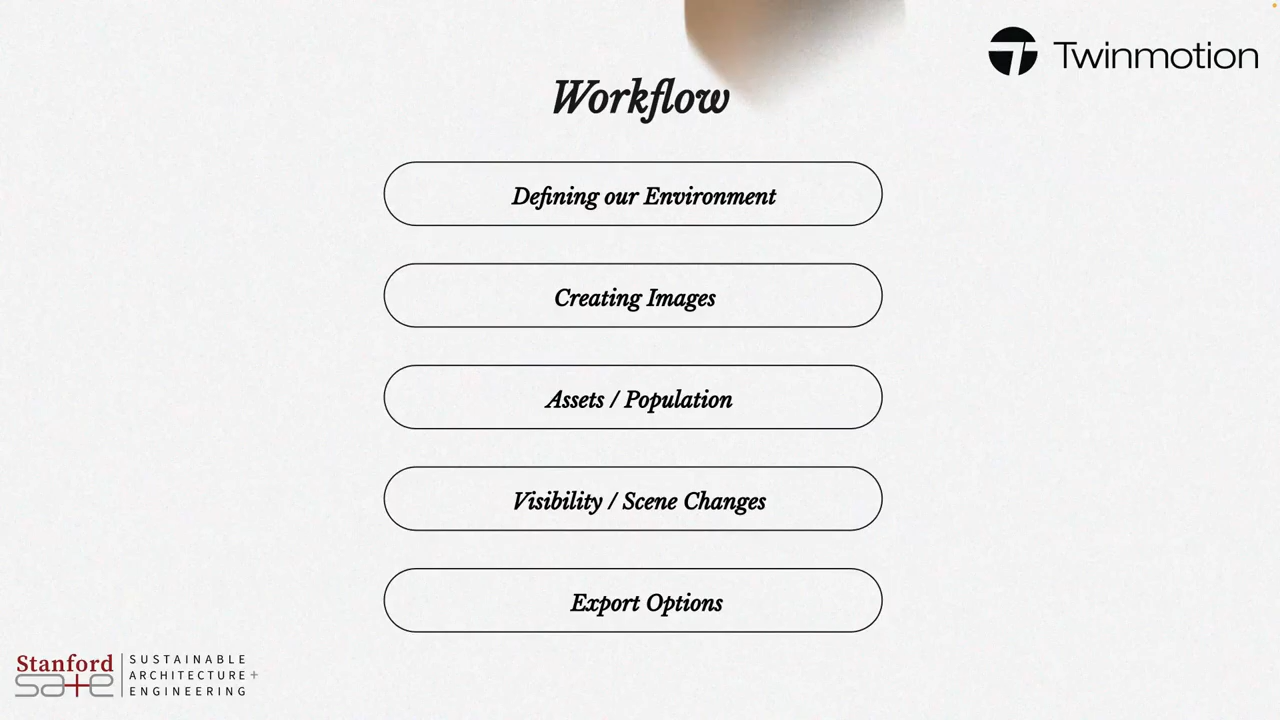 Twinmotion
Workflow
Defining our Environment
Creating Images
Assets / Population
Visibility / Scene Changes
Export Options
Stanford
sa+e
SUSTAINABLE
ARCHITECTURE+
ENGINEERING